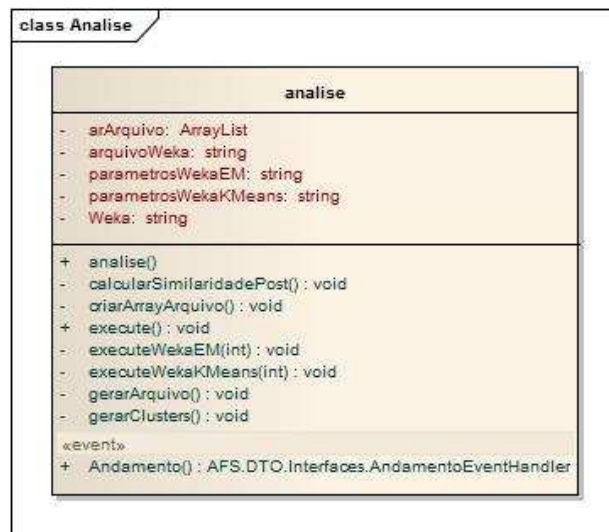 class Analise
analise
- arArquivo: ArrayList
- arquivoWeka: string
- parametrosWekaEM: string
- parametrosWekaKMeans: string
- Weka: string
+ analise()
- calcularSimilaridadePost() : void
- criarArrayArquivo() : void
+ execute() : void
- executeWekaEM(int) : void
- executeWekaKMeans(int) : void
- gerarArquivo() : void
- gerarClusters() : void
«event»
+ Andamento() : AFS.DTO.Interfaces.AndamentoEventHandler